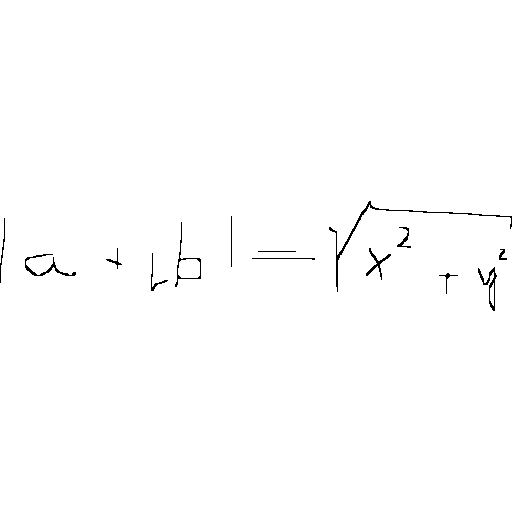 |a + ib| = √(x² + y²)